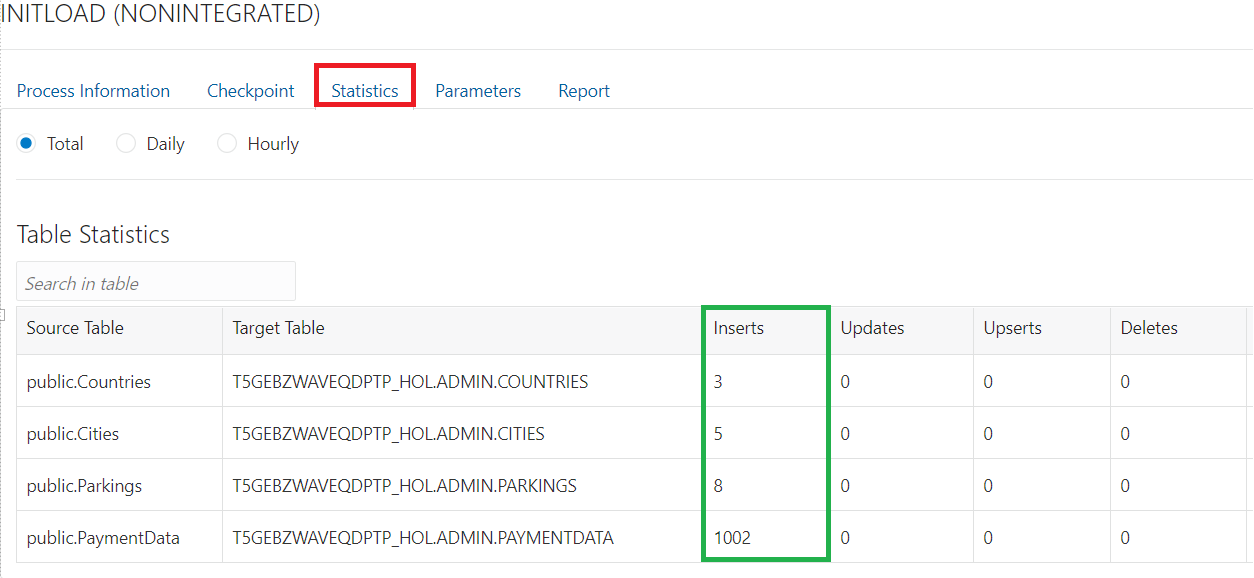 INITLOAD (NONINTEGRATED)
Process Information Checkpoint Statistics Parameters Report
Total Daily Hourly
Table Statistics
Search in table
Source Table Target Table Inserts Updates Upserts Deletes
public.Countries T5GEBZWAVEQDPTP_HOL.ADMIN.COUNTRIES 3 0 0 0
public.Cities T5GEBZWAVEQDPTP_HOL.ADMIN.CITIES 5 0 0 0
public.Parkings T5GEBZWAVEQDPTP_HOL.ADMIN.PARKINGS 8 0 0 0
public.PaymentData T5GEBZWAVEQDPTP_HOL.ADMIN.PAYMENTDATA 1002 0 0 0